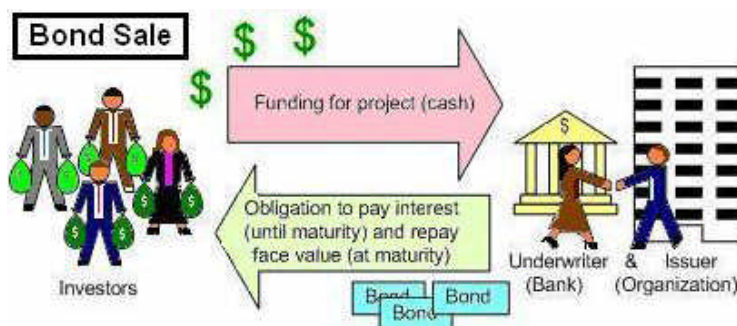 Bond Sale
$ $ $
Funding for project (cash)
$
Obligation to pay interest
(until maturity) and repay
face value (at maturity)
$ $ $ $ $ $
Investors
Underwriter & Issuer
(Bank) (Organization)
Bond Bond
Bond